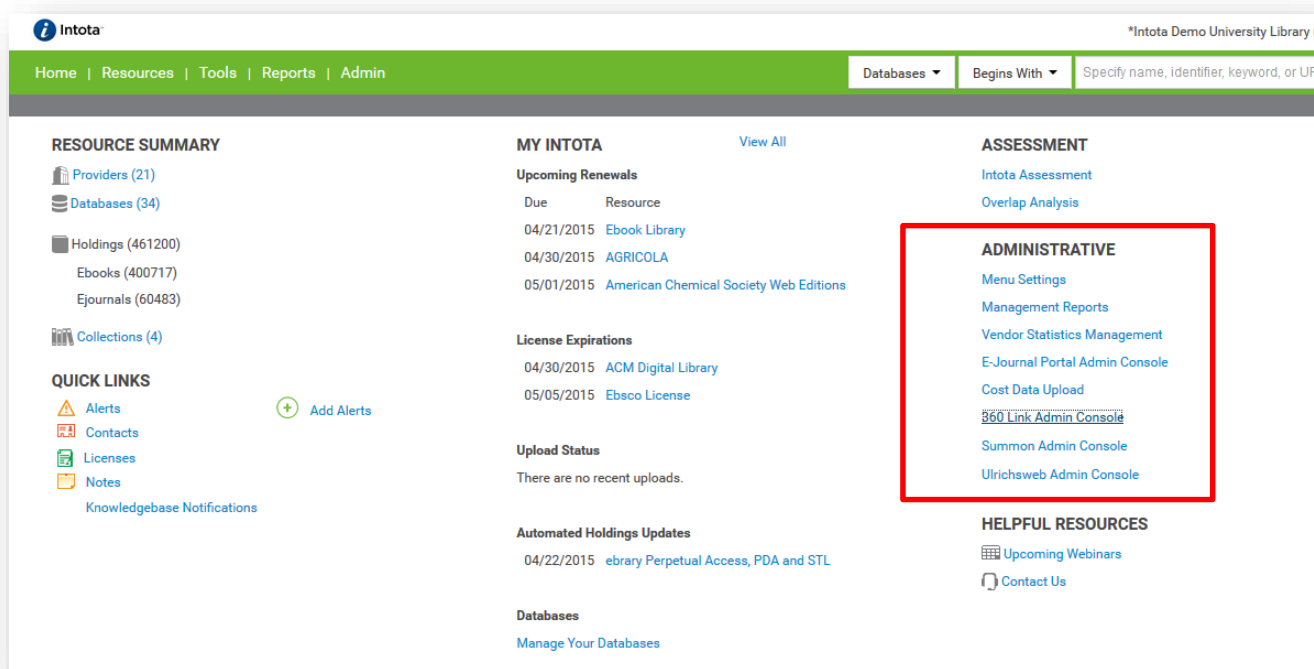 i Intota™
*Intota Demo University Library
Home | Resources | Tools | Reports | Admin
Databases
Begins With
Specify name, identifier, keyword, or
RESOURCE SUMMARY
Providers (21)
Databases (34)
Holdings (461200)
Ebooks (400717)
Ejournals (60483)
Collections (4)
QUICK LINKS
Alerts
Add Alerts
Contacts
Licenses
Notes
Knowledgebase Notifications
MY INTOTA
View All
Upcoming Renewals
Due Resource
04/21/2015 Ebook Library
04/30/2015 AGRICOLA
05/01/2015 American Chemical Society Web Editions
License Expirations
04/30/2015 ACM Digital Library
05/05/2015 Ebsco License
Upload Status
There are no recent uploads.
Automated Holdings Updates
04/22/2015 ebrary Perpetual Access, PDA and STL
Databases
Manage Your Databases
ASSESSMENT
Intota Assessment
Overlap Analysis
ADMINISTRATIVE
Menu Settings
Management Reports
Vendor Statistics Management
E-Journal Portal Admin Console
Cost Data Upload
360 Link Admin Console
Summon Admin Console
Ulrichsweb Admin Console
HELPFUL RESOURCES
Upcoming Webinars
Contact Us